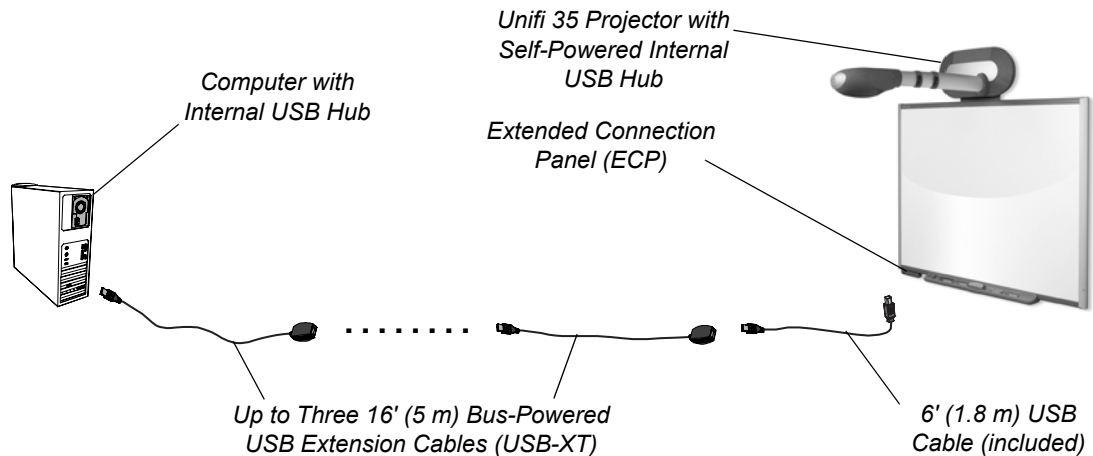 Unifi 35 Projector with
Self-Powered Internal
USB Hub
Computer with
Internal USB Hub
Extended Connection
Panel (ECP)
Up to Three 16' (5 m) Bus-Powered
USB Extension Cables (USB-XT)
6' (1.8 m) USB
Cable (included)